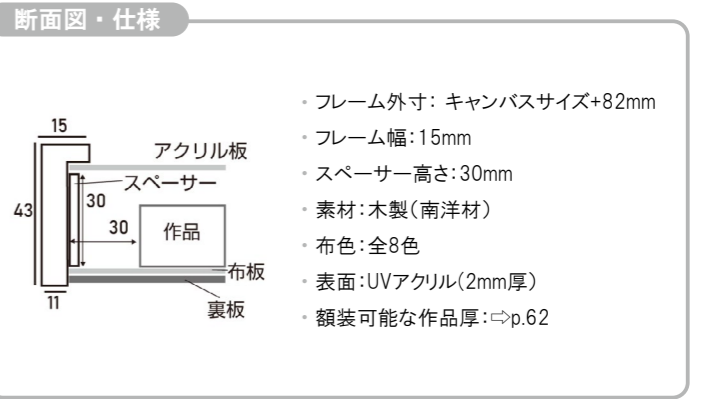 断面図・仕様
15
アクリル板
スペーサー
43
30
30
作品
布板
11
裏板
・フレーム外寸： キャンバスサイズ+82mm
・フレーム幅：15mm
・スペーサー高さ：30mm
・素材：木製（南洋材）
・布色：全8色
・表面：UVアクリル（2mm厚）
・額装可能な作品厚：⇨p.62